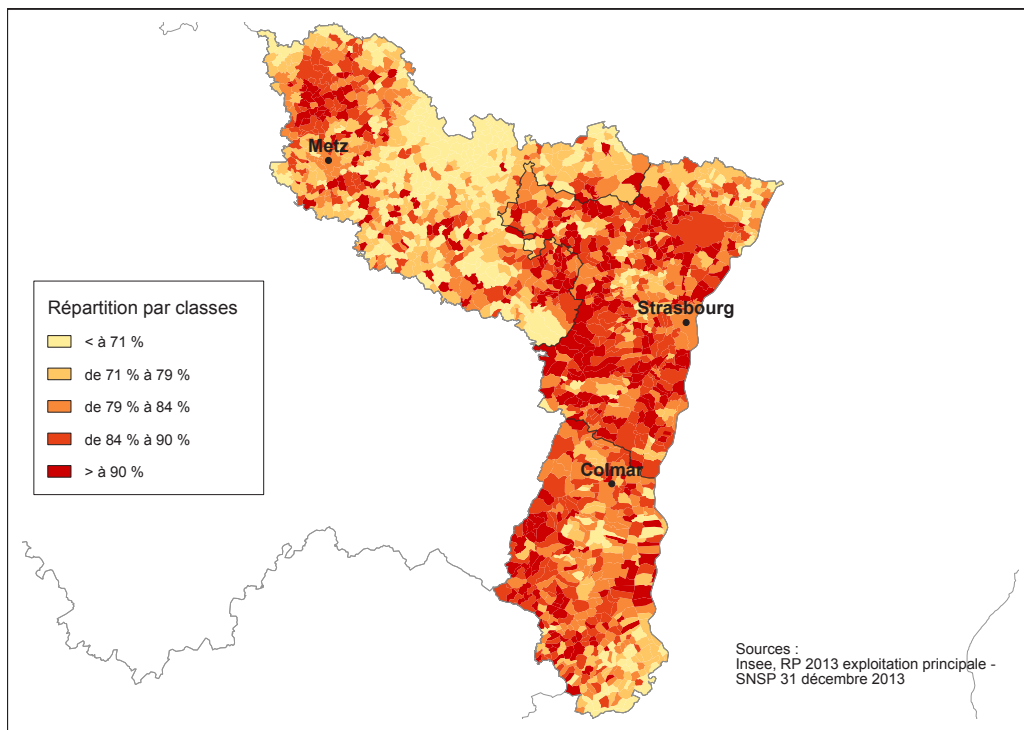 Metz
Strasbourg
Colmar
Répartition par classes
< à 71 %
de 71 % à 79 %
de 79 % à 84 %
de 84 % à 90 %
> à 90 %
Sources :
Insee, RP 2013 exploitation principale -
SNSP 31 décembre 2013